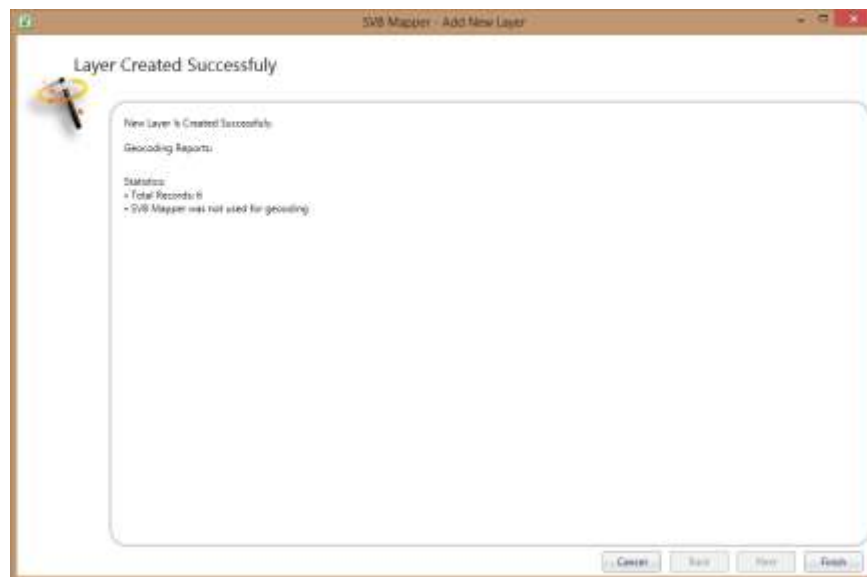 SVB Mapper - Add New Layer
Layer Created Successfuly
New Layer Is Created Successfuly.
Geocoding Reports:
Statistics:
• Total Records: 6
• SVB Mapper was not used for geocoding
Cancel
Back
Next
Finish